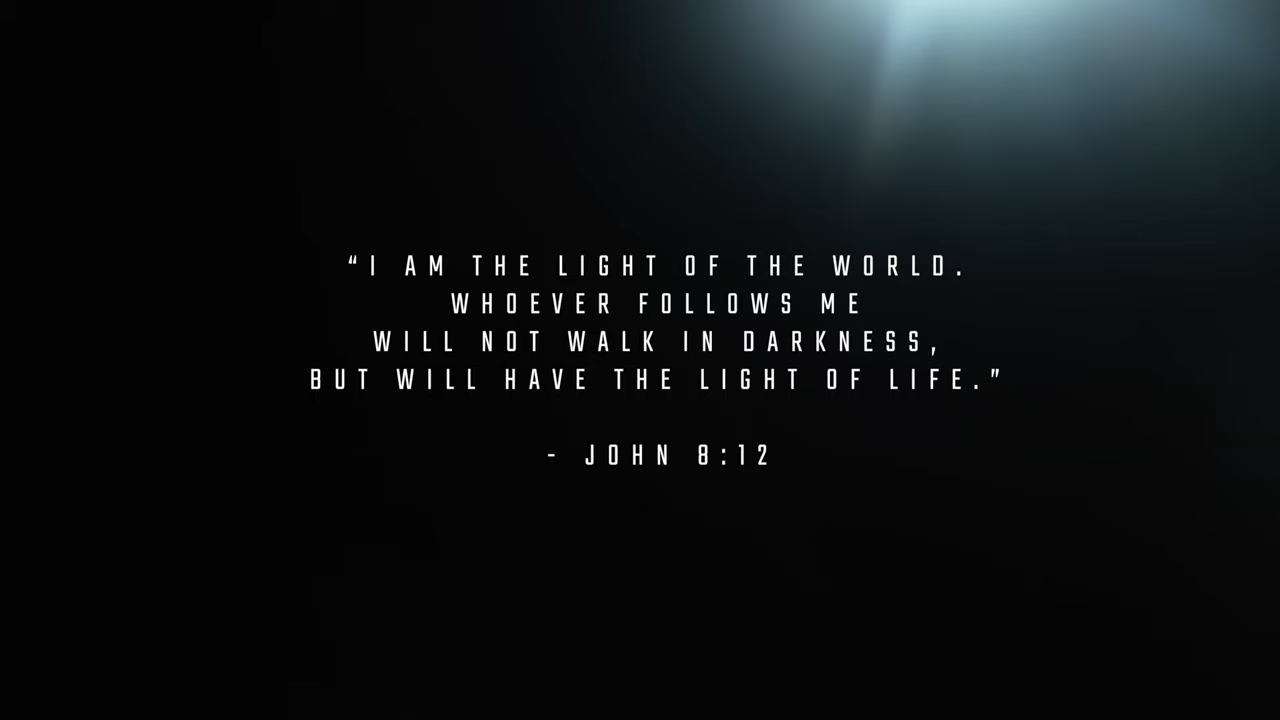 “I AM THE LIGHT OF THE WORLD.
WHOEVER FOLLOWS ME
WILL NOT WALK IN DARKNESS,
BUT WILL HAVE THE LIGHT OF LIFE.”
- JOHN 8:12